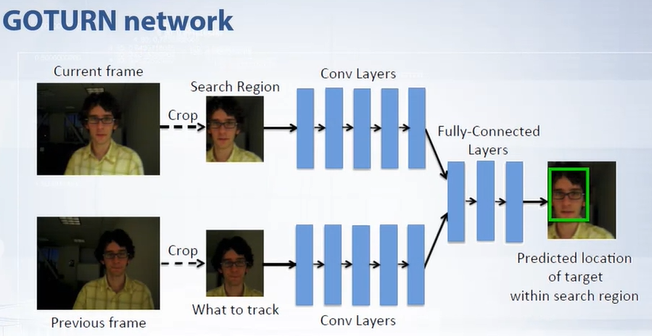 GOTURN network
Current frame
Search Region
Conv Layers
Crop
Fully-Connected
Layers
Crop
Predicted location
of target
within search region
What to track
Previous frame
Conv Layers